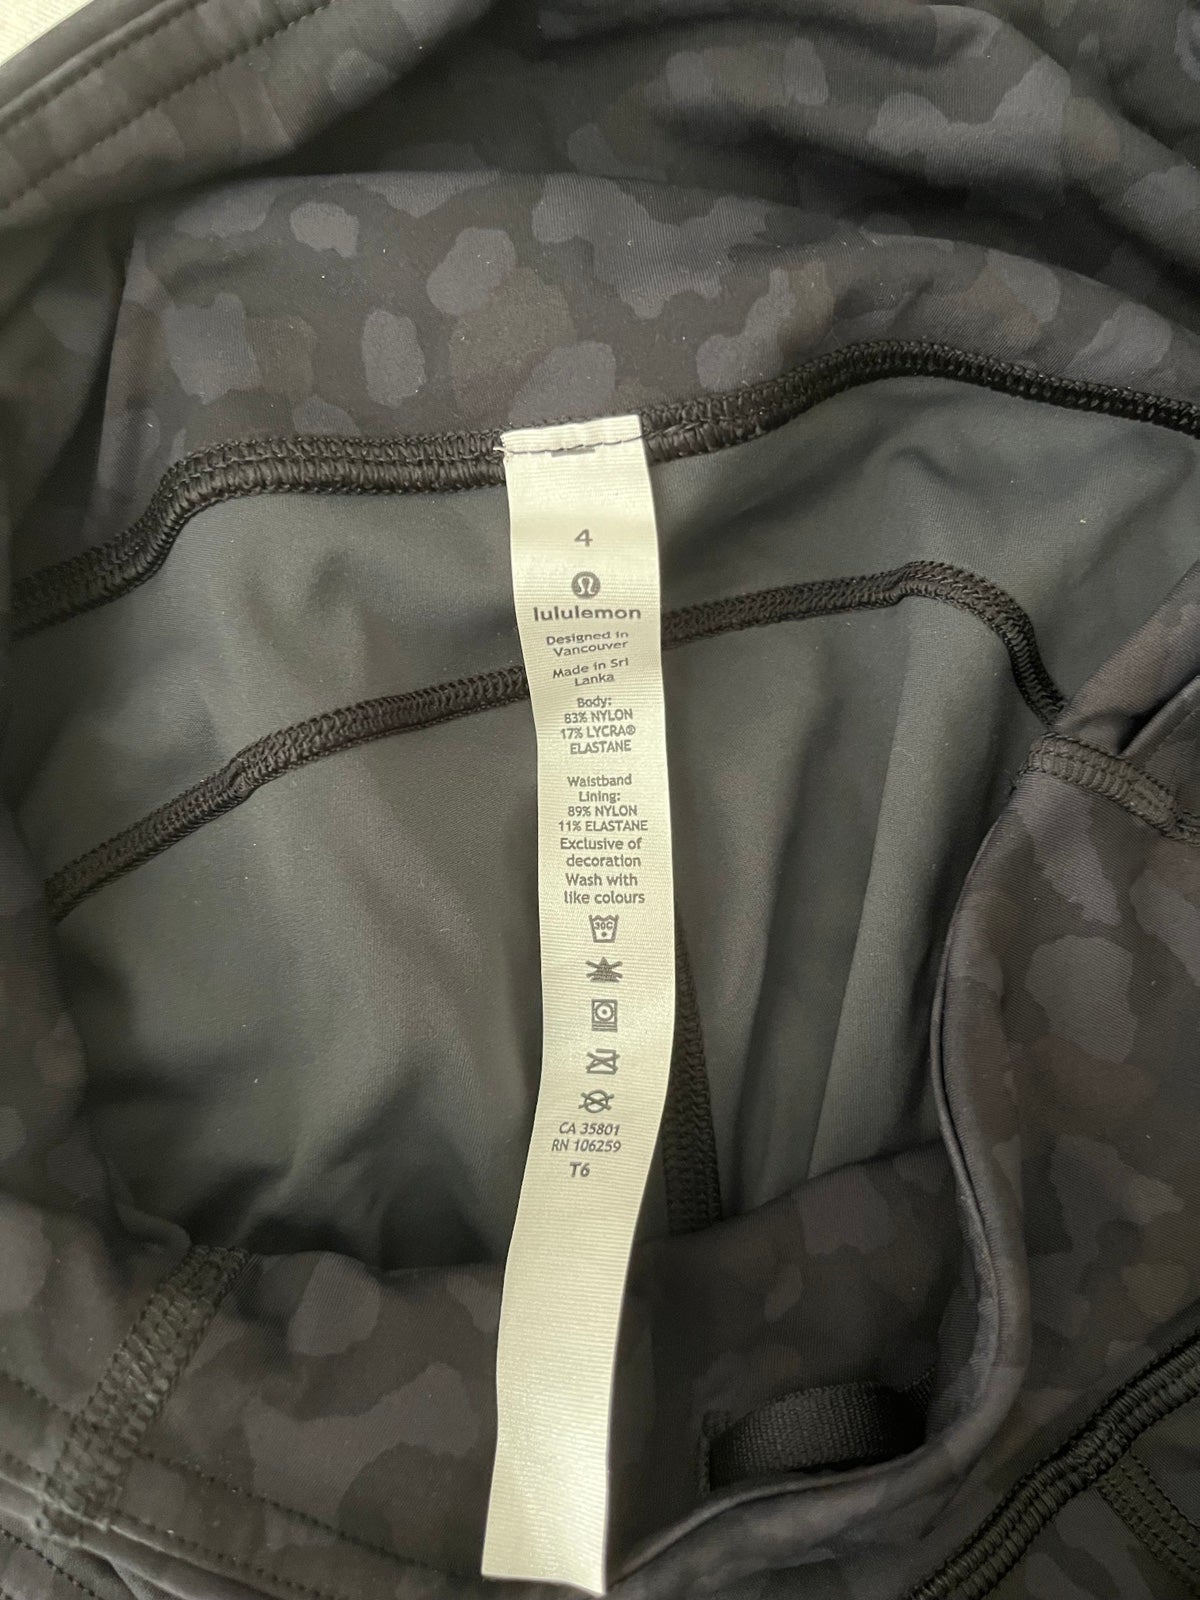 4
lululemon
Designed in
Vancouver
Made in Sri
Lanka
Body:
83% NYLON
17% LYCRA®
ELASTANE
Waistband
Lining:
89% NYLON
11% ELASTANE
Exclusive of
decoration
Wash with
like colours
30C
CA 35801
RN 106259
T6